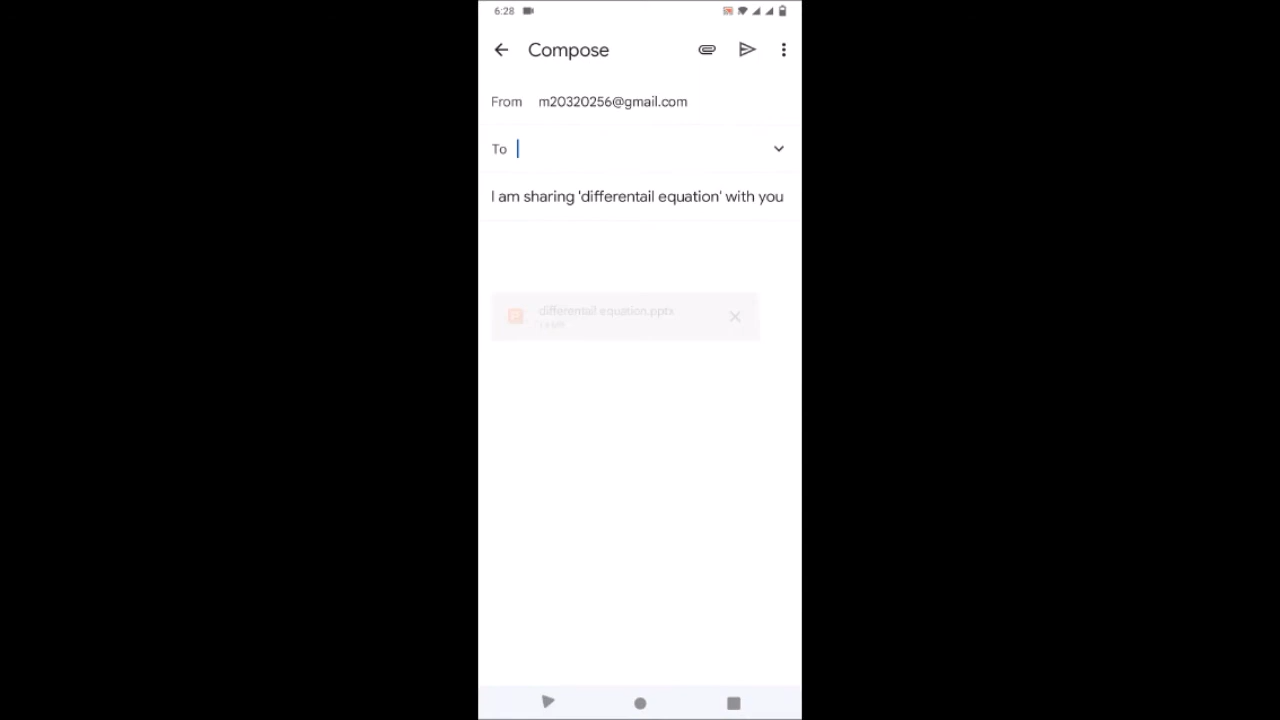 6:28
Compose
From m20320256@gmail.com
To
I am sharing 'differentail equation' with you
differentail equation.pptx